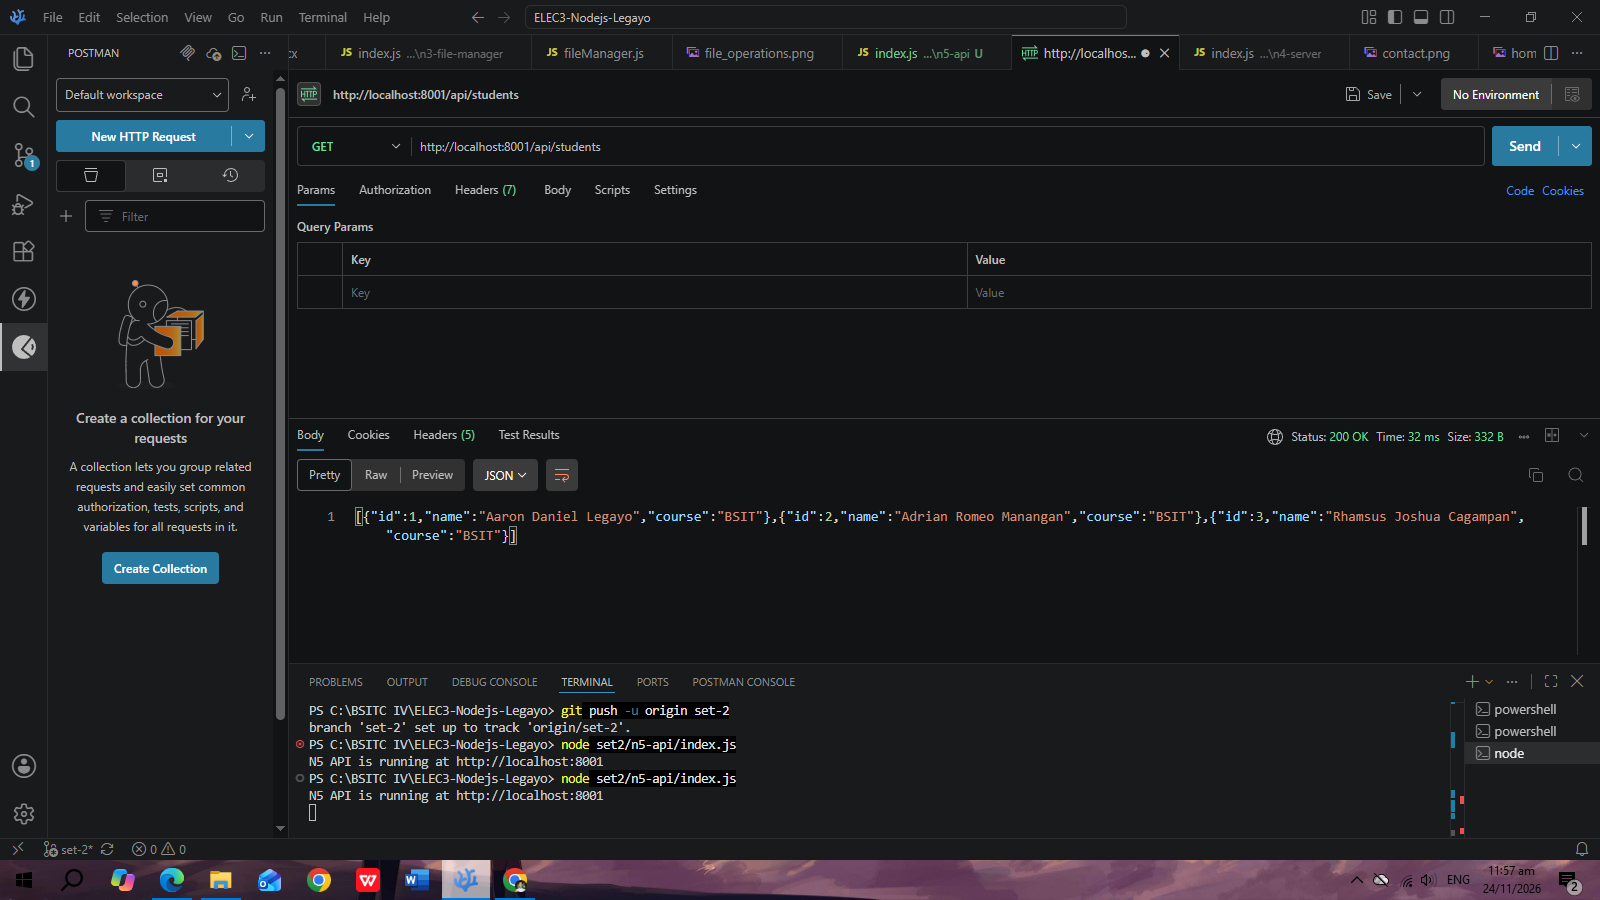 File Edit Selection View Go Run Terminal Help
ELEC3-Nodejs-Legayo
POSTMAN
cx
JS index.js ...\n3-file-manager
JS fileManager.js
file_operations.png
JS index.js ...\n5-api U
HTTP http://localhos...
JS index.js ...\n4-server
contact.png
hom
Default workspace
New HTTP Request
Filter
Create a collection for your
requests
A collection lets you group related
requests and easily set common
authorization, tests, scripts, and
variables for all requests in it.
Create Collection
HTTP http://localhost:8001/api/students
Save
No Environment
GET http://localhost:8001/api/students
Send
Params Authorization Headers (7) Body Scripts Settings
Code Cookies
Query Params
Key Value
Key Value
Body Cookies Headers (5) Test Results
Status: 200 OK Time: 32 ms Size: 332 B
Pretty Raw Preview JSON
1 [{"id":1,"name":"Aaron Daniel Legayo","course":"BSIT"},{"id":2,"name":"Adrian Romeo Manangan","course":"BSIT"},{"id":3,"name":"Rhamsus Joshua Cagampan",
"course":"BSIT"}]
PROBLEMS OUTPUT DEBUG CONSOLE TERMINAL PORTS POSTMAN CONSOLE
PS C:\BSITC IV\ELEC3-Nodejs-Legayo> git push -u origin set-2
branch 'set-2' set up to track 'origin/set-2'.
PS C:\BSITC IV\ELEC3-Nodejs-Legayo> node set2/n5-api/index.js
N5 API is running at http://localhost:8001
PS C:\BSITC IV\ELEC3-Nodejs-Legayo> node set2/n5-api/index.js
N5 API is running at http://localhost:8001
powershell
powershell
node
1
set-2* 0 0
W
ENG
11:57 am
24/11/2026
2